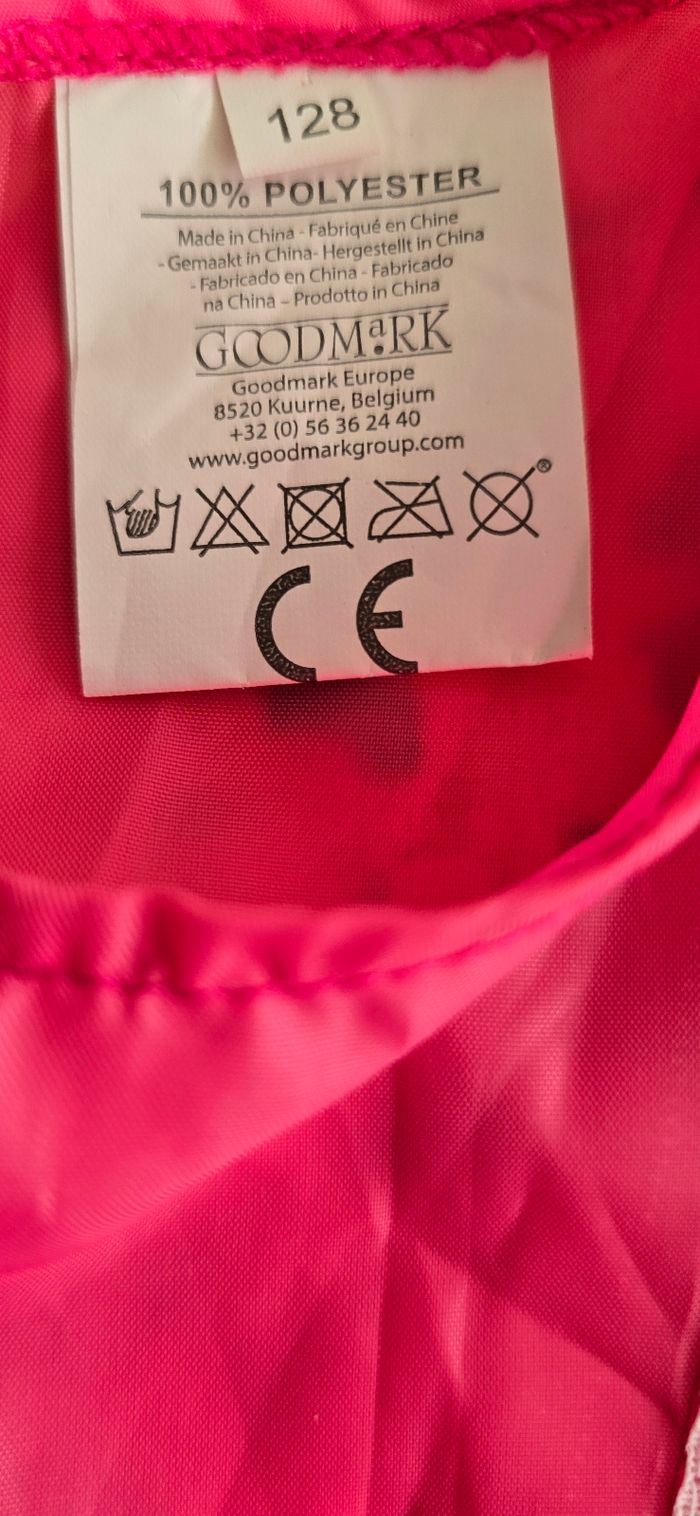 128
100% POLYESTER
Made in China - Fabriqué en Chine
- Gemaakt in China- Hergestellt in China
- Fabricado en China - Fabricado
na China – Prodotto in China
GOODMaRK
Goodmark Europe
8520 Kuurne, Belgium
+32 (0) 56 36 24 40
www.goodmarkgroup.com
®
CE